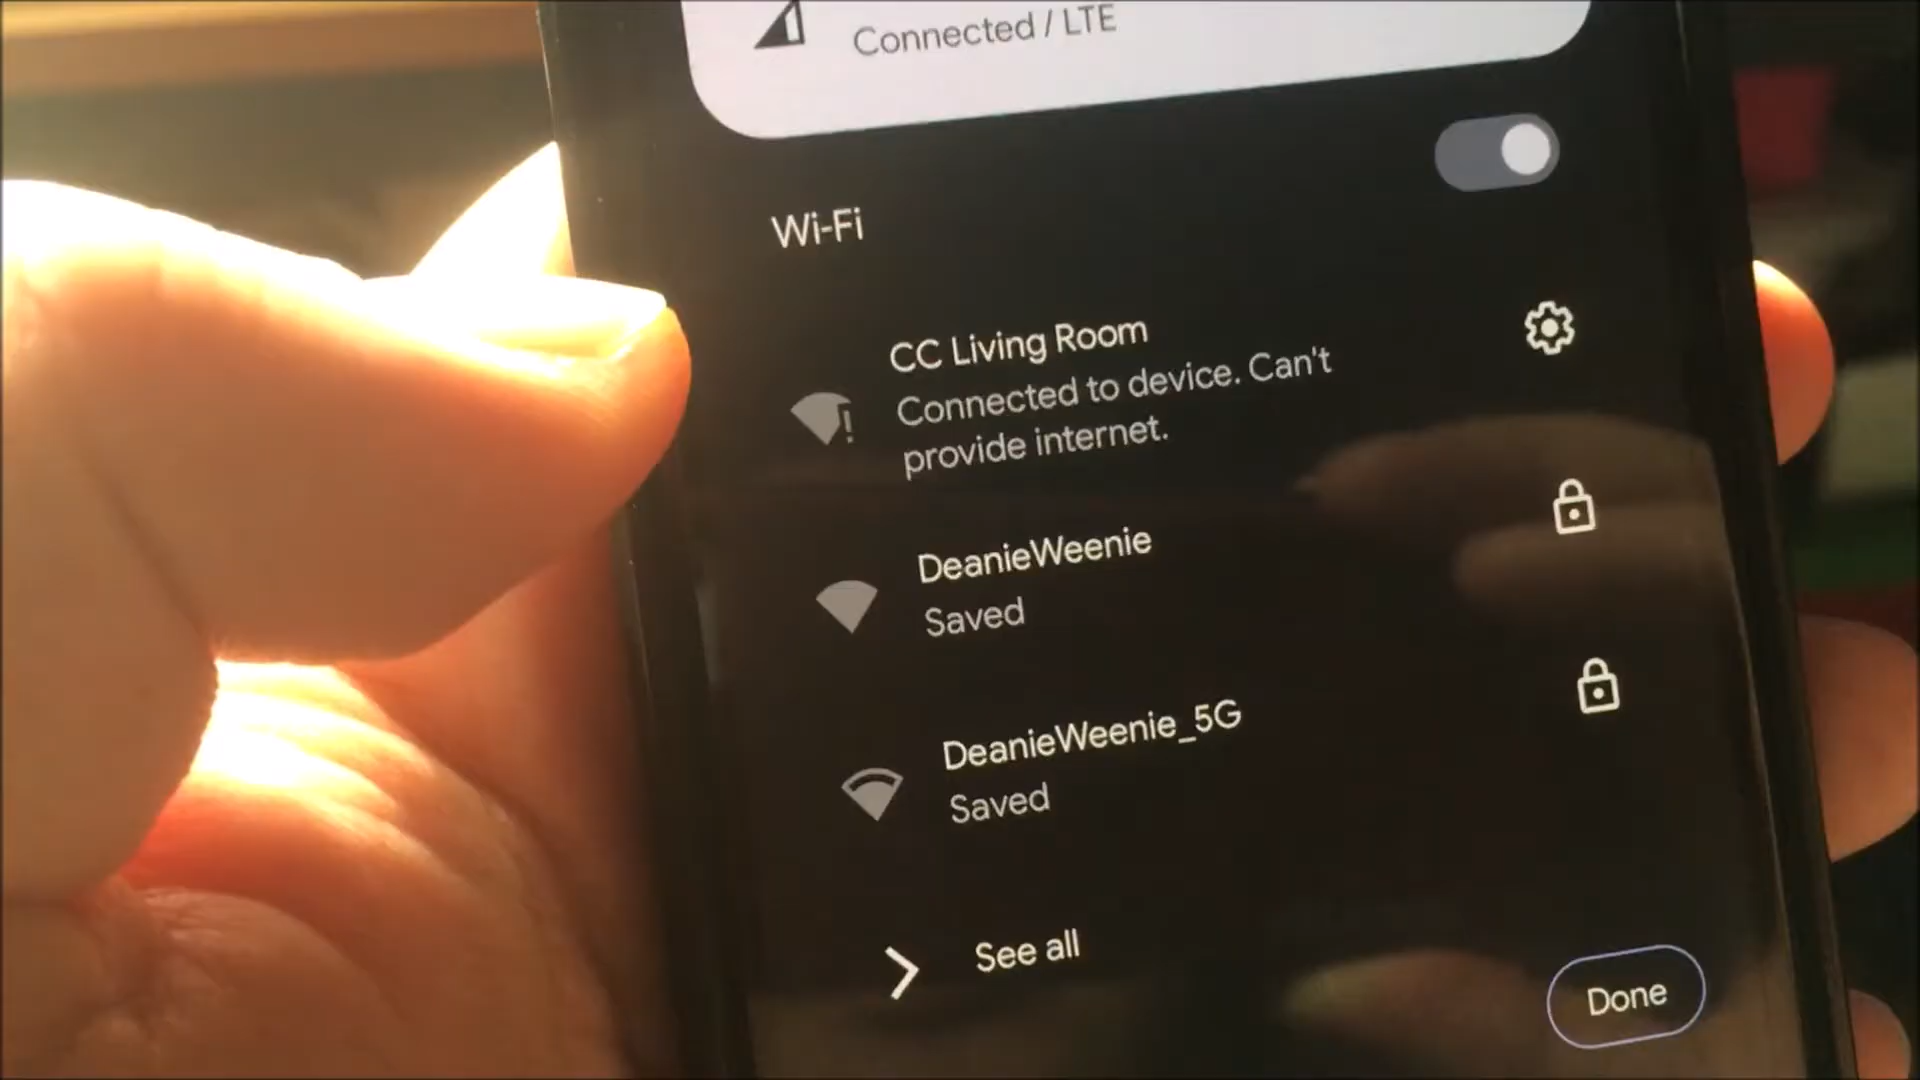 Connected / LTE
Wi-Fi
CC Living Room
Connected to device. Can't
provide internet.
DeanieWeenie
Saved
DeanieWeenie_5G
Saved
See all
Done